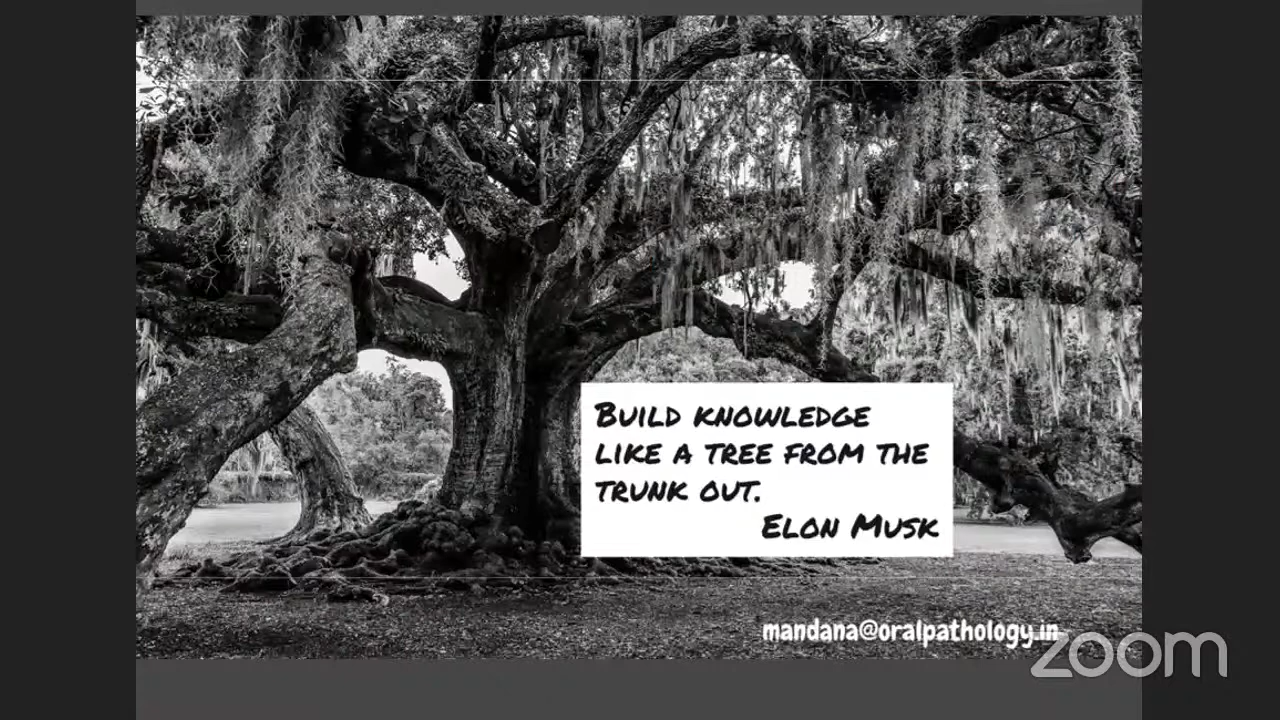 BUILD KNOWLEDGE
LIKE A TREE FROM THE
TRUNK OUT.
ELON MUSK
mandana@oralpathology.in
zoom